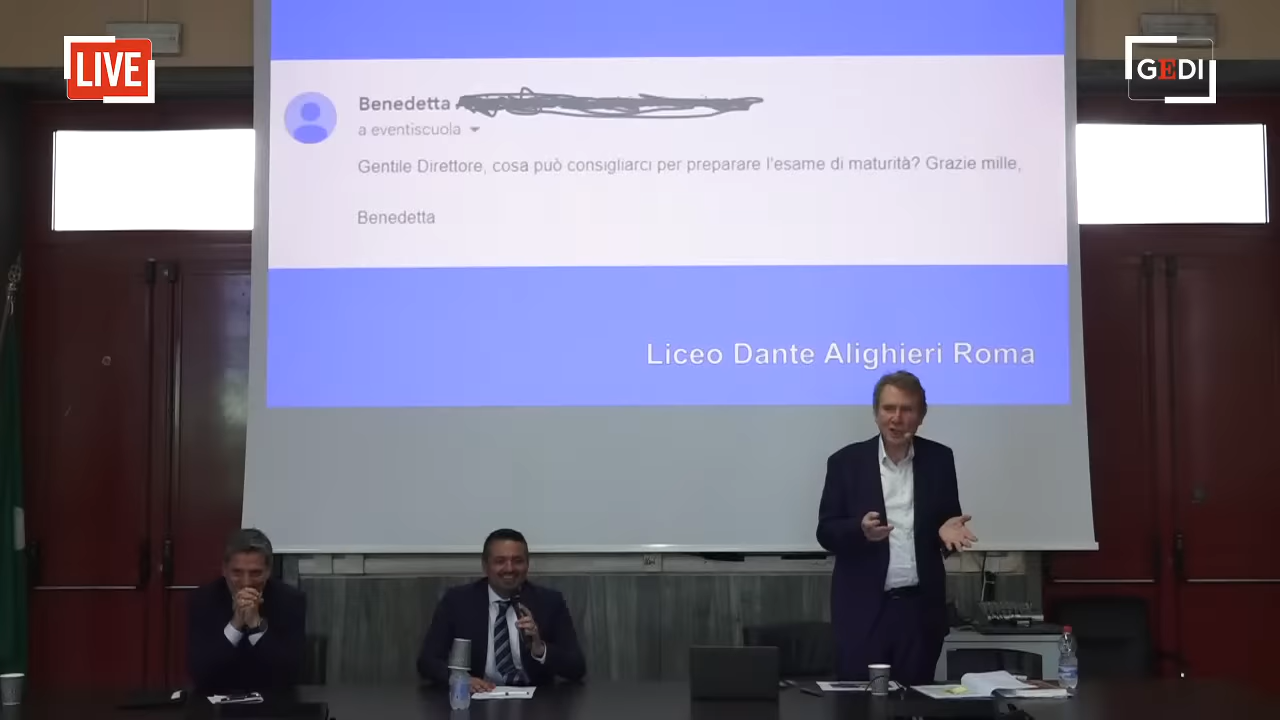 LIVE
GEDI
Benedetta
a eventiscuola
Gentile Direttore, cosa può consigliarci per preparare l'esame di maturità? Grazie mille,
Benedetta
Liceo Dante Alighieri Roma